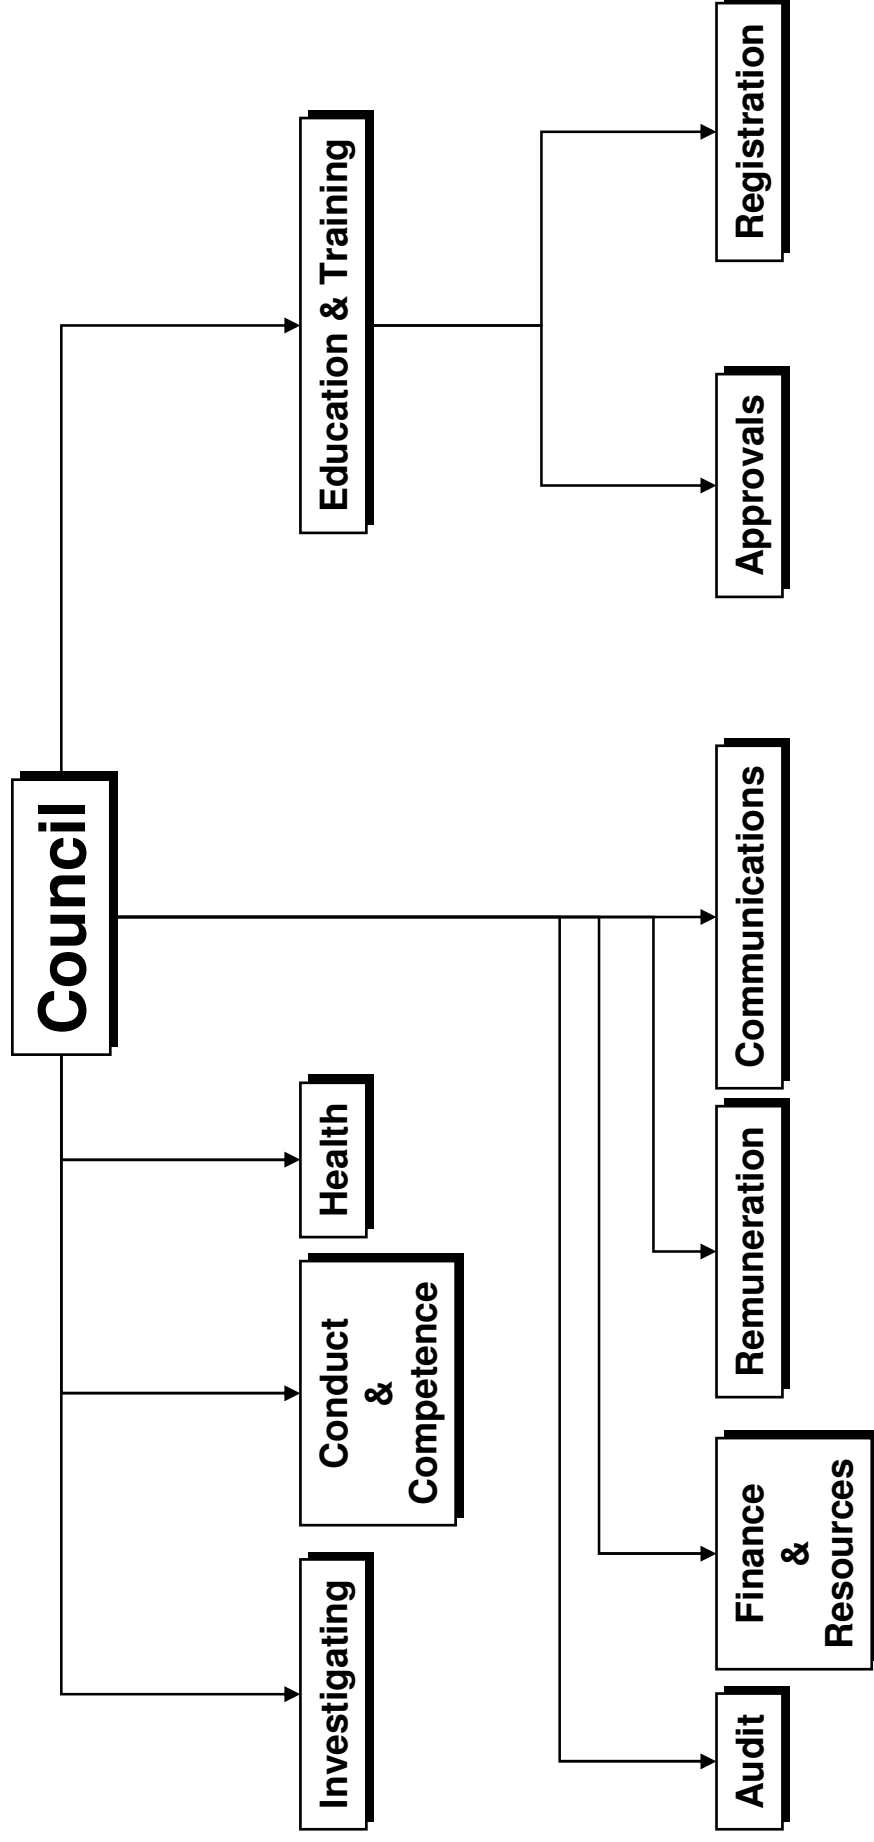 Council
Investigating
Conduct
&
Competence
Health
Education & Training
Audit
Finance
&
Resources
Remuneration
Communications
Approvals
Registration